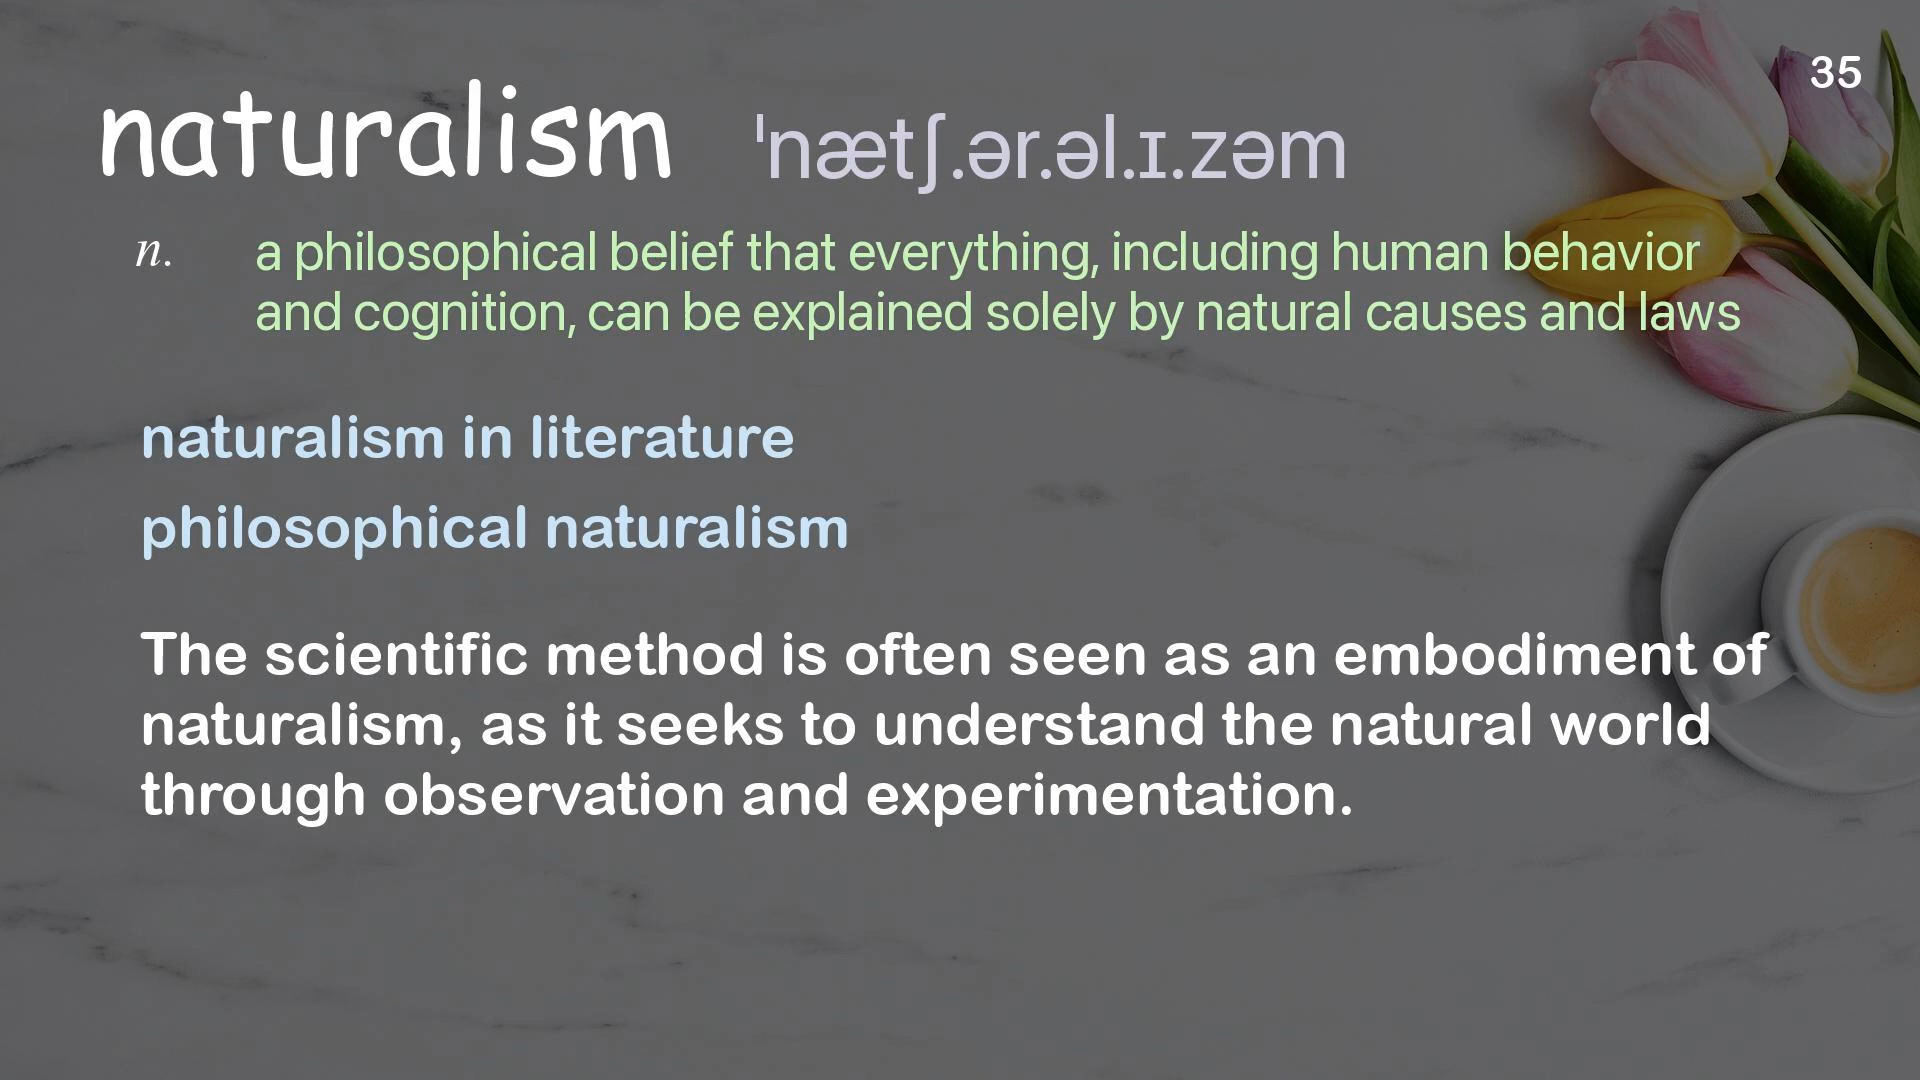 35
naturalism ˈnætʃ.ər.əl.ɪ.zəm
n. a philosophical belief that everything, including human behavior
and cognition, can be explained solely by natural causes and laws
naturalism in literature
philosophical naturalism
The scientific method is often seen as an embodiment of
naturalism, as it seeks to understand the natural world
through observation and experimentation.